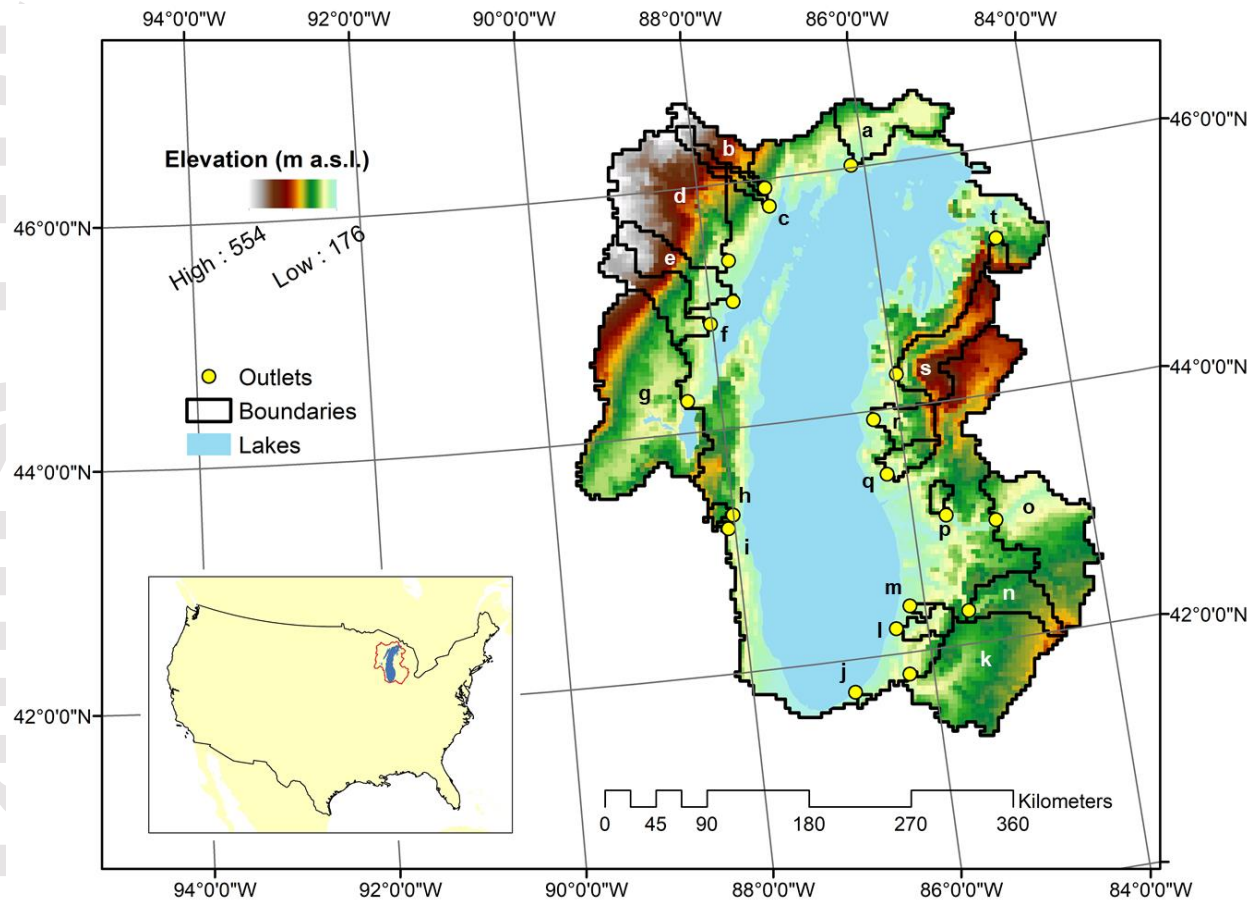 94°0'0"W 92°0'0"W 90°0'0"W 88°0'0"W 86°0'0"W 84°0'0"W
46°0'0"N
a
b
Elevation (m a.s.l.)
d
c
t
46°0'0"N
High : 554 Low : 176
e
f
44°0'0"N
s
Outlets
g
Boundaries
r
Lakes
44°0'0"N
q
h
o
p
i
m
n
42°0'0"N
l
k
j
42°0'0"N
Kilometers
0 45 90 180 270 360
94°0'0"W 92°0'0"W 90°0'0"W 88°0'0"W 86°0'0"W 84°0'0"W